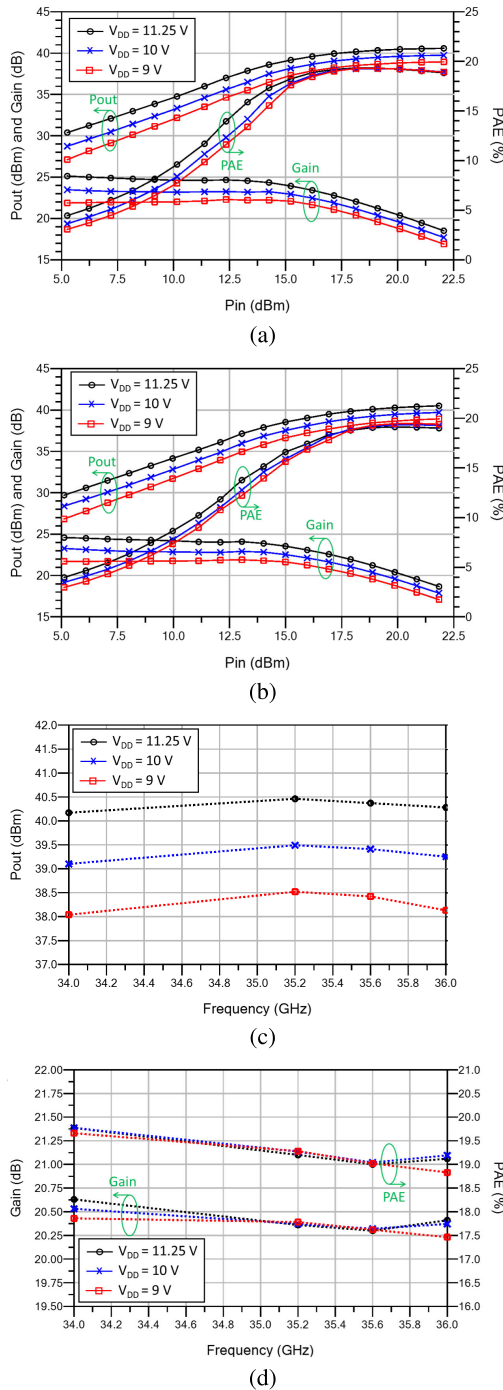 45
40
35
30
25
20
15
Pout (dBm) and Gain (dB)
V_DD = 11.25 V
V_DD = 10 V
V_DD = 9 V
Pout
PAE
Gain
25
20
15
10
5
0
PAE (%)
5.0 7.5 10.0 12.5 15.0 17.5 20.0 22.5
Pin (dBm)
(a)
45
40
35
30
25
20
15
Pout (dBm) and Gain (dB)
V_DD = 11.25 V
V_DD = 10 V
V_DD = 9 V
Pout
PAE
Gain
25
20
15
10
5
0
PAE (%)
5.0 7.5 10.0 12.5 15.0 17.5 20.0 22.5
Pin (dBm)
(b)
42.0
41.5
41.0
40.5
40.0
39.5
39.0
38.5
38.0
37.5
37.0
Pout (dBm)
V_DD = 11.25 V
V_DD = 10 V
V_DD = 9 V
34.0 34.2 34.4 34.6 34.8 35.0 35.2 35.4 35.6 35.8 36.0
Frequency (GHz)
(c)
22.00
21.75
21.50
21.25
21.00
20.75
20.50
20.25
20.00
19.75
19.50
Gain (dB)
Gain
PAE
V_DD = 11.25 V
V_DD = 10 V
V_DD = 9 V
21.0
20.5
20.0
19.5
19.0
18.5
18.0
17.5
17.0
16.5
16.0
PAE (%)
34.0 34.2 34.4 34.6 34.8 35.0 35.2 35.4 35.6 35.8 36.0
Frequency (GHz)
(d)